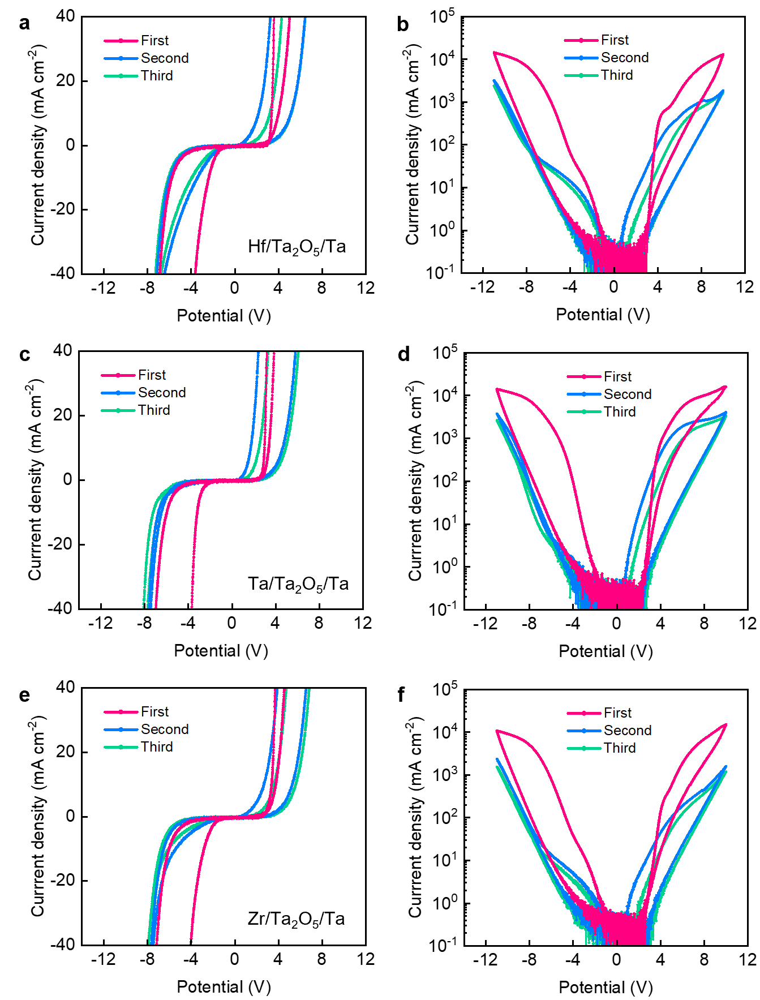 a
40
20
0
-20
-40
-12 -8 -4 0 4 8 12
Currrent density (mA cm⁻²)
Potential (V)
First
Second
Third
Hf/Ta₂O₅/Ta
b
10⁵
10⁴
10³
10²
10¹
10⁰
10⁻¹
-12 -8 -4 0 4 8 12
Currrent density (mA cm⁻²)
Potential (V)
First
Second
Third
c
40
20
0
-20
-40
-12 -8 -4 0 4 8 12
Currrent density (mA cm⁻²)
Potential (V)
First
Second
Third
Ta/Ta₂O₅/Ta
d
10⁵
10⁴
10³
10²
10¹
10⁰
10⁻¹
-12 -8 -4 0 4 8 12
Currrent density (mA cm⁻²)
Potential (V)
First
Second
Third
e
40
20
0
-20
-40
-12 -8 -4 0 4 8 12
Currrent density (mA cm⁻²)
Potential (V)
First
Second
Third
Zr/Ta₂O₅/Ta
f
10⁵
10⁴
10³
10²
10¹
10⁰
10⁻¹
-12 -8 -4 0 4 8 12
Currrent density (mA cm⁻²)
Potential (V)
First
Second
Third